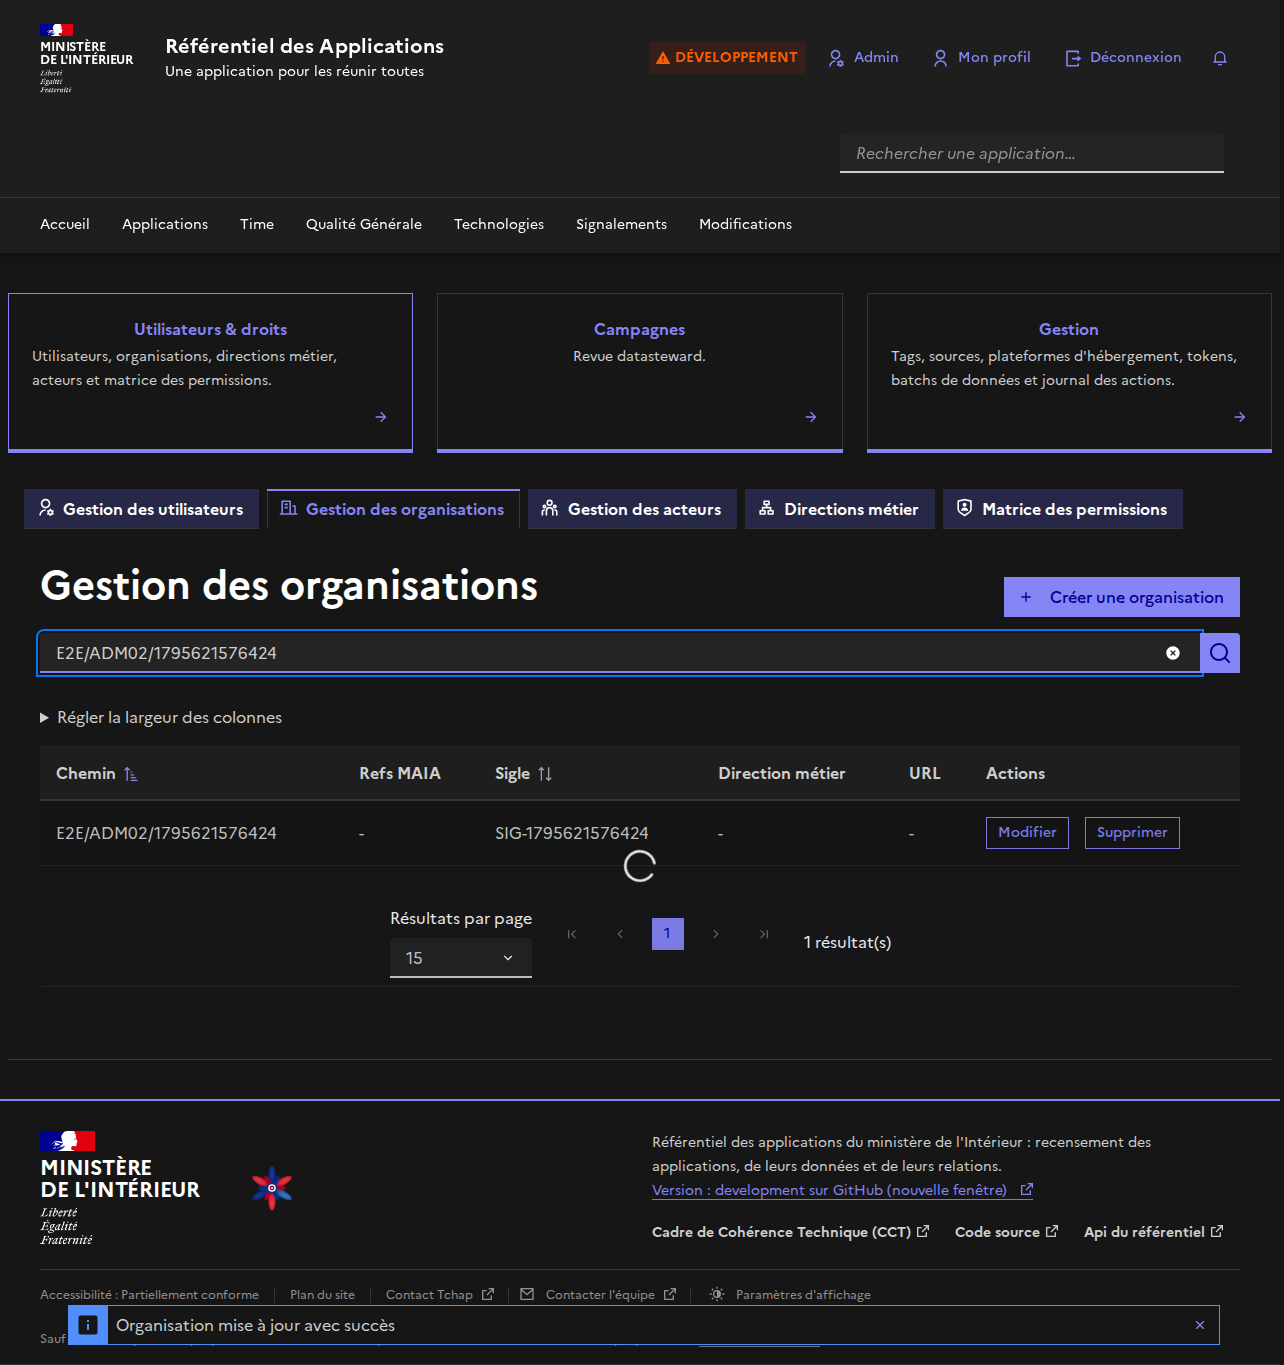 MINISTÈRE
DE L'INTÉRIEUR
Liberté
Égalité
Fraternité
Référentiel des Applications
Une application pour les réunir toutes
DÉVELOPPEMENT
Admin
Mon profil
Déconnexion
Rechercher une application...
Accueil
Applications
Time
Qualité Générale
Technologies
Signalements
Modifications
Utilisateurs & droits
Utilisateurs, organisations, directions métier,
acteurs et matrice des permissions.
Campagnes
Revue datasteward.
Gestion
Tags, sources, plateformes d'hébergement, tokens,
batchs de données et journal des actions.
Gestion des utilisateurs
Gestion des organisations
Gestion des acteurs
Directions métier
Matrice des permissions
Gestion des organisations
Créer une organisation
E2E/ADM02/1795621576424
Régler la largeur des colonnes
Chemin Refs MAIA Sigle Direction métier URL Actions
E2E/ADM02/1795621576424 - SIG-1795621576424 - - Modifier Supprimer
Résultats par page
15
1
1 résultat(s)
MINISTÈRE
DE L'INTÉRIEUR
Liberté
Égalité
Fraternité
Référentiel des applications du ministère de l'Intérieur : recensement des
applications, de leurs données et de leurs relations.
Version : development sur GitHub (nouvelle fenêtre)
Cadre de Cohérence Technique (CCT)
Code source
Api du référentiel
Accessibilité : Partiellement conforme
Plan du site
Contact Tchap
Contacter l'équipe
Paramètres d'affichage
Organisation mise à jour avec succès
Sauf